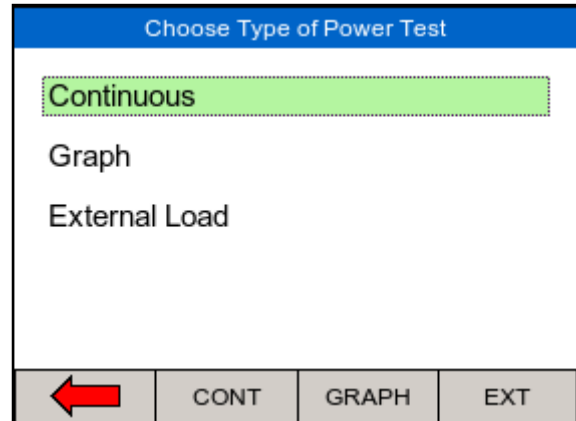 Choose Type of Power Test
Continuous
Graph
External Load
CONT GRAPH EXT